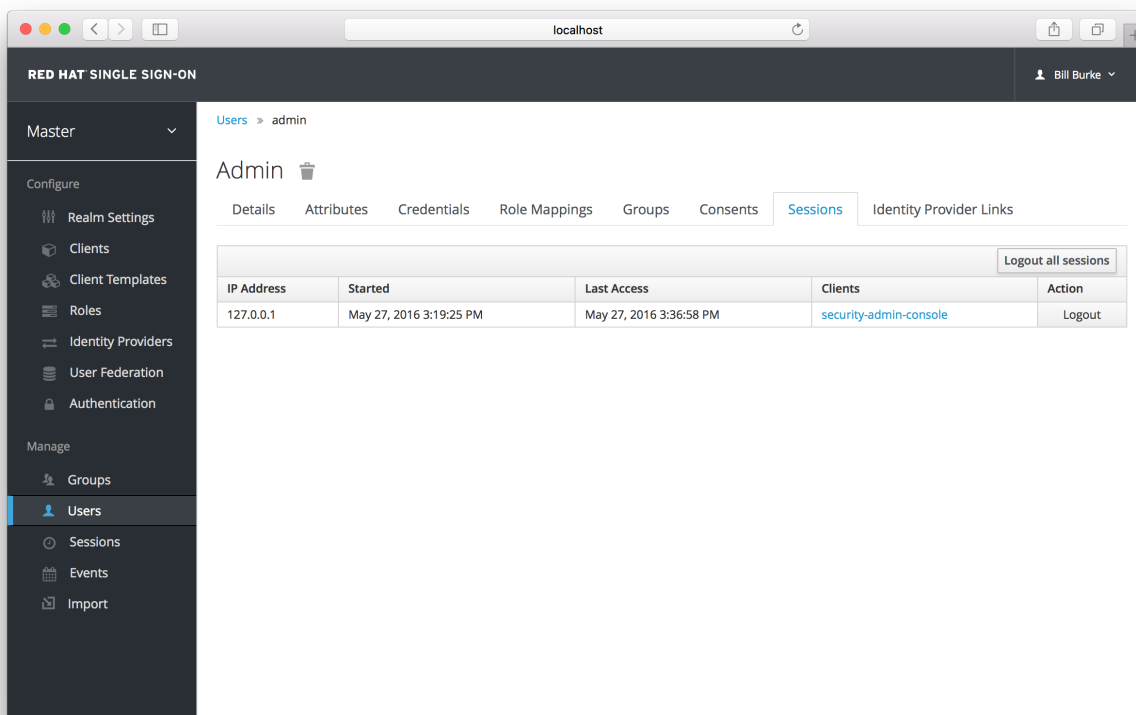 localhost
RED HAT SINGLE SIGN-ON
Bill Burke
Master
Configure
Realm Settings
Clients
Client Templates
Roles
Identity Providers
User Federation
Authentication
Manage
Groups
Users
Sessions
Events
Import
Users » admin
Admin
Details Attributes Credentials Role Mappings Groups Consents Sessions Identity Provider Links
Logout all sessions
IP Address Started Last Access Clients Action
127.0.0.1 May 27, 2016 3:19:25 PM May 27, 2016 3:36:58 PM security-admin-console Logout